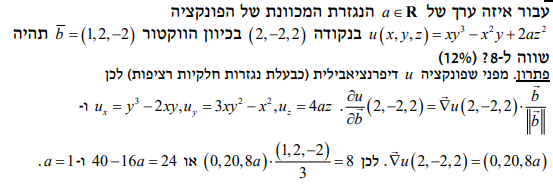 עבור איזה ערך של a ∈ R הנגזרת המכוונת של הפונקציה
u(x, y, z) = xy³ − x²y + 2az² בנקודה (2,−2,2) בכיוון הווקטור b̄ = (1,2,−2) תהיה
שווה ל-8? (12%)
פתרון. מפני שפונקציה u דיפרנציאבילית (כבעלת נגזרות חלקיות רציפות) לכן
∂u/∂b̄ (2,−2,2) = ∇⃗u(2,−2,2)· b̄/‖b̄‖ . u_x = y³ − 2xy, u_y = 3xy² − x², u_z = 4az ו-
∇⃗u(2,−2,2) = (0,20,8a). לכן (0,20,8a)· (1,2,−2)/3 = 8 או 40 −16a = 24 ו- a = 1.